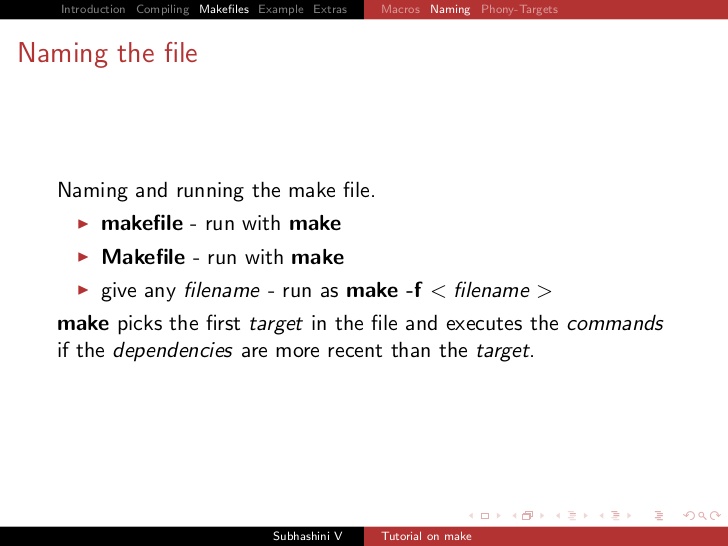 Introduction Compiling Makefiles Example Extras Macros Naming Phony-Targets
Naming the file
Naming and running the make file.
makefile - run with make
Makefile - run with make
give any filename - run as make -f < filename >
make picks the first target in the file and executes the commands
if the dependencies are more recent than the target.
Subhashini V Tutorial on make